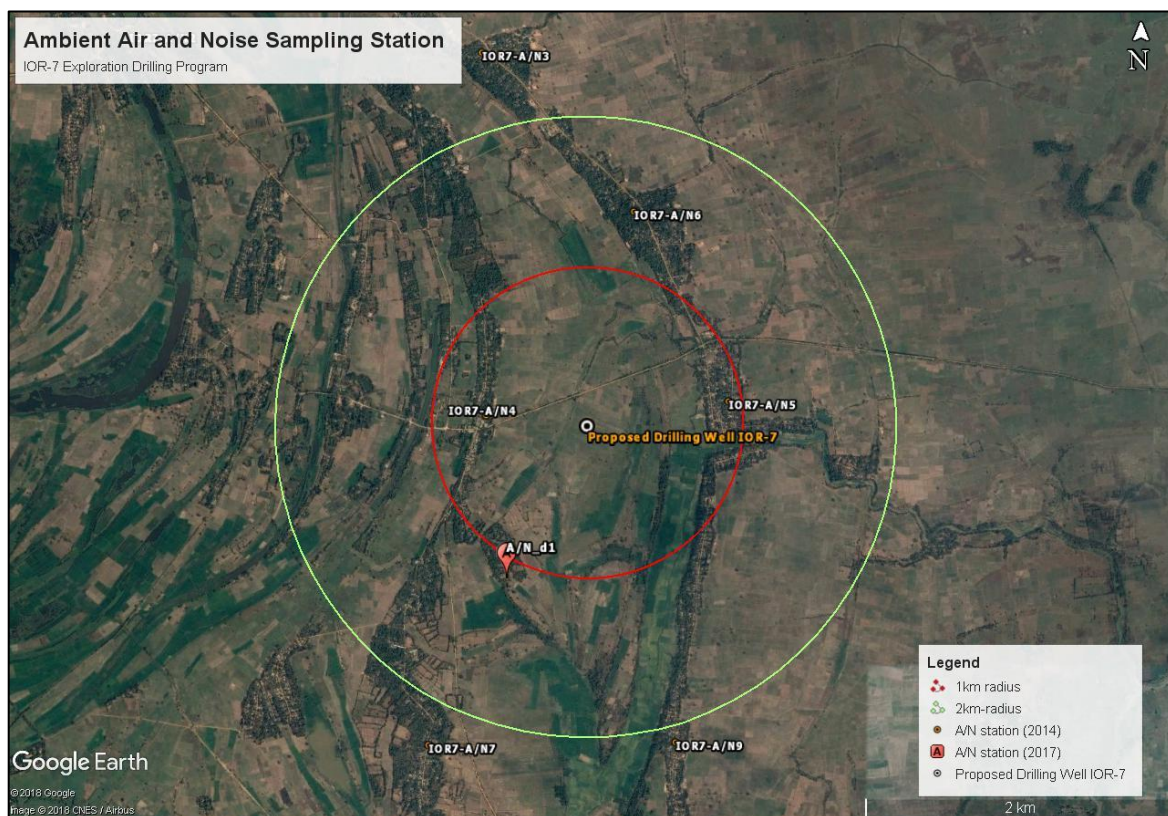 Ambient Air and Noise Sampling Station
IOR-7 Exploration Drilling Program
N
IOR7-A/N3
IOR7-A/N6
IOR7-A/N4
IOR7-A/N5
Proposed Drilling Well IOR-7
A/N_d1
IOR7-A/N7
IOR7-A/N9
Legend
1km radius
2km-radius
A/N station (2014)
A A/N station (2017)
Proposed Drilling Well IOR-7
Google Earth
© 2018 Google
Image © 2018 CNES / Airbus
2 km